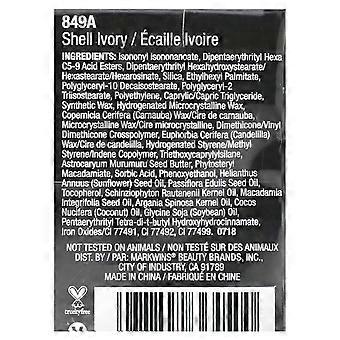 849A
Shell Ivory / Écaille Ivoire
INGREDIENTS: Isononyl isononancate, Dipentaerythrityl Hexa
C5-9 Acid Esters, Dipentaerythrityl Hexahydroxystearate/
Hexastearate/Hexarosinate, Silica, Ethylhexyl Palmitate,
Polyglyceryl-10 Decaisostearate, Polyglyceryl-2
Triisostearate, Polyethylene, Caprylic/Capric Triglyceride,
Synthetic Wax, Hydrogenated Microcrystalline Wax,
Copernicia Cerifera (Carnauba) Wax/Cire de carnauba,
Microcrystalline Wax/Cire microcristallin, Dimethicone/Vinyl
Dimethicone Crosspolymer, Euphorbia Cerifera (Candelilla)
Wax/Cire de candelilla, Hydrogenated Styrene/Methyl
Styrene/Indene Copolymer, Triethoxycaprylylsilane,
Astrocaryum Murumuru Seed Butter, Phytosteryl
Macadamiate, Sorbic Acid, Phenoxyethanol, Helianthus
Annuus (Sunflower) Seed Oil, Passiflora Edulis Seed Oil,
Tocopherol, Schinziophyton Rautanenii Kernel Oil, Macadamia
Integrifolia Seed Oil, Argania Spinosa Kernel Oil, Cocos
Nucifera (Coconut) Oil, Glycine Soja (Soybean) Oil,
Pentaerythrityl Tetra-di-t-butyl Hydroxyhydrocinnamate,
Iron Oxides/CI 77491, CI 77492, CI 77499. 0718
NOT TESTED ON ANIMALS / NON TESTÉ SUR DES ANIMAUX
DIST. BY / PAR: MARKWINS® BEAUTY BRANDS, INC.,
CITY OF INDUSTRY, CA 91789
MADE IN CHINA / FABRIQUÉ EN CHINE
crueltyfree